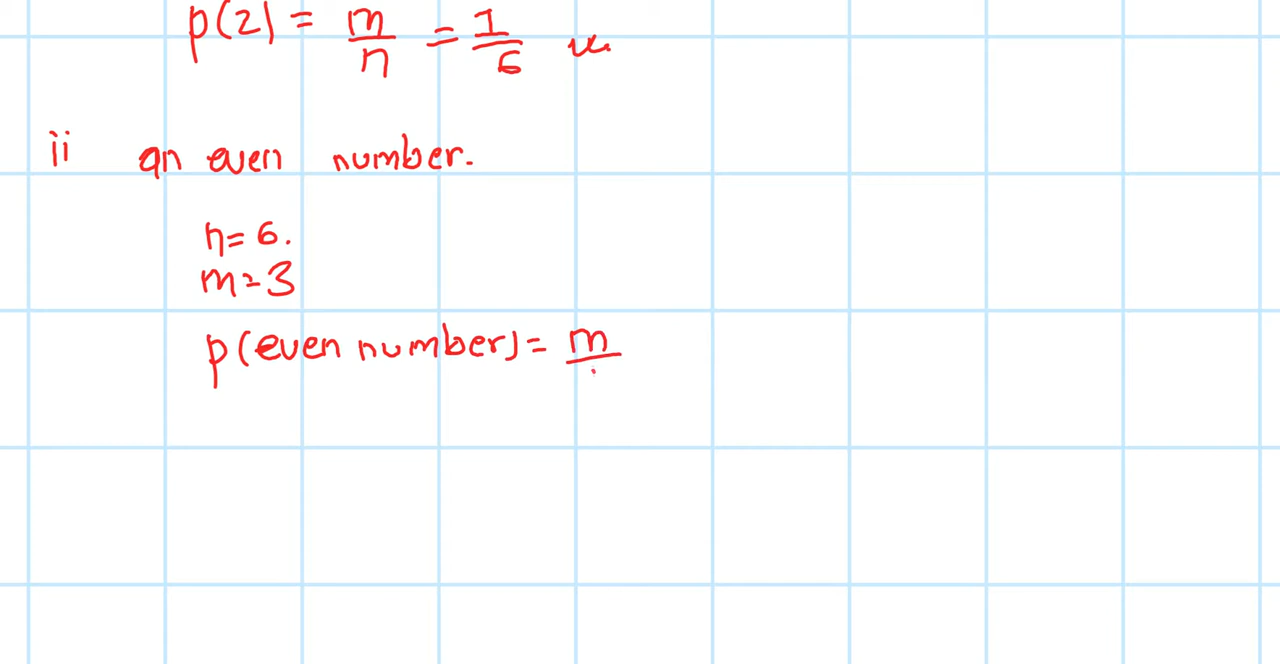 p(2) = m/n = 1/6
ii an even number.
n = 6.
m = 3
p(even number) = m